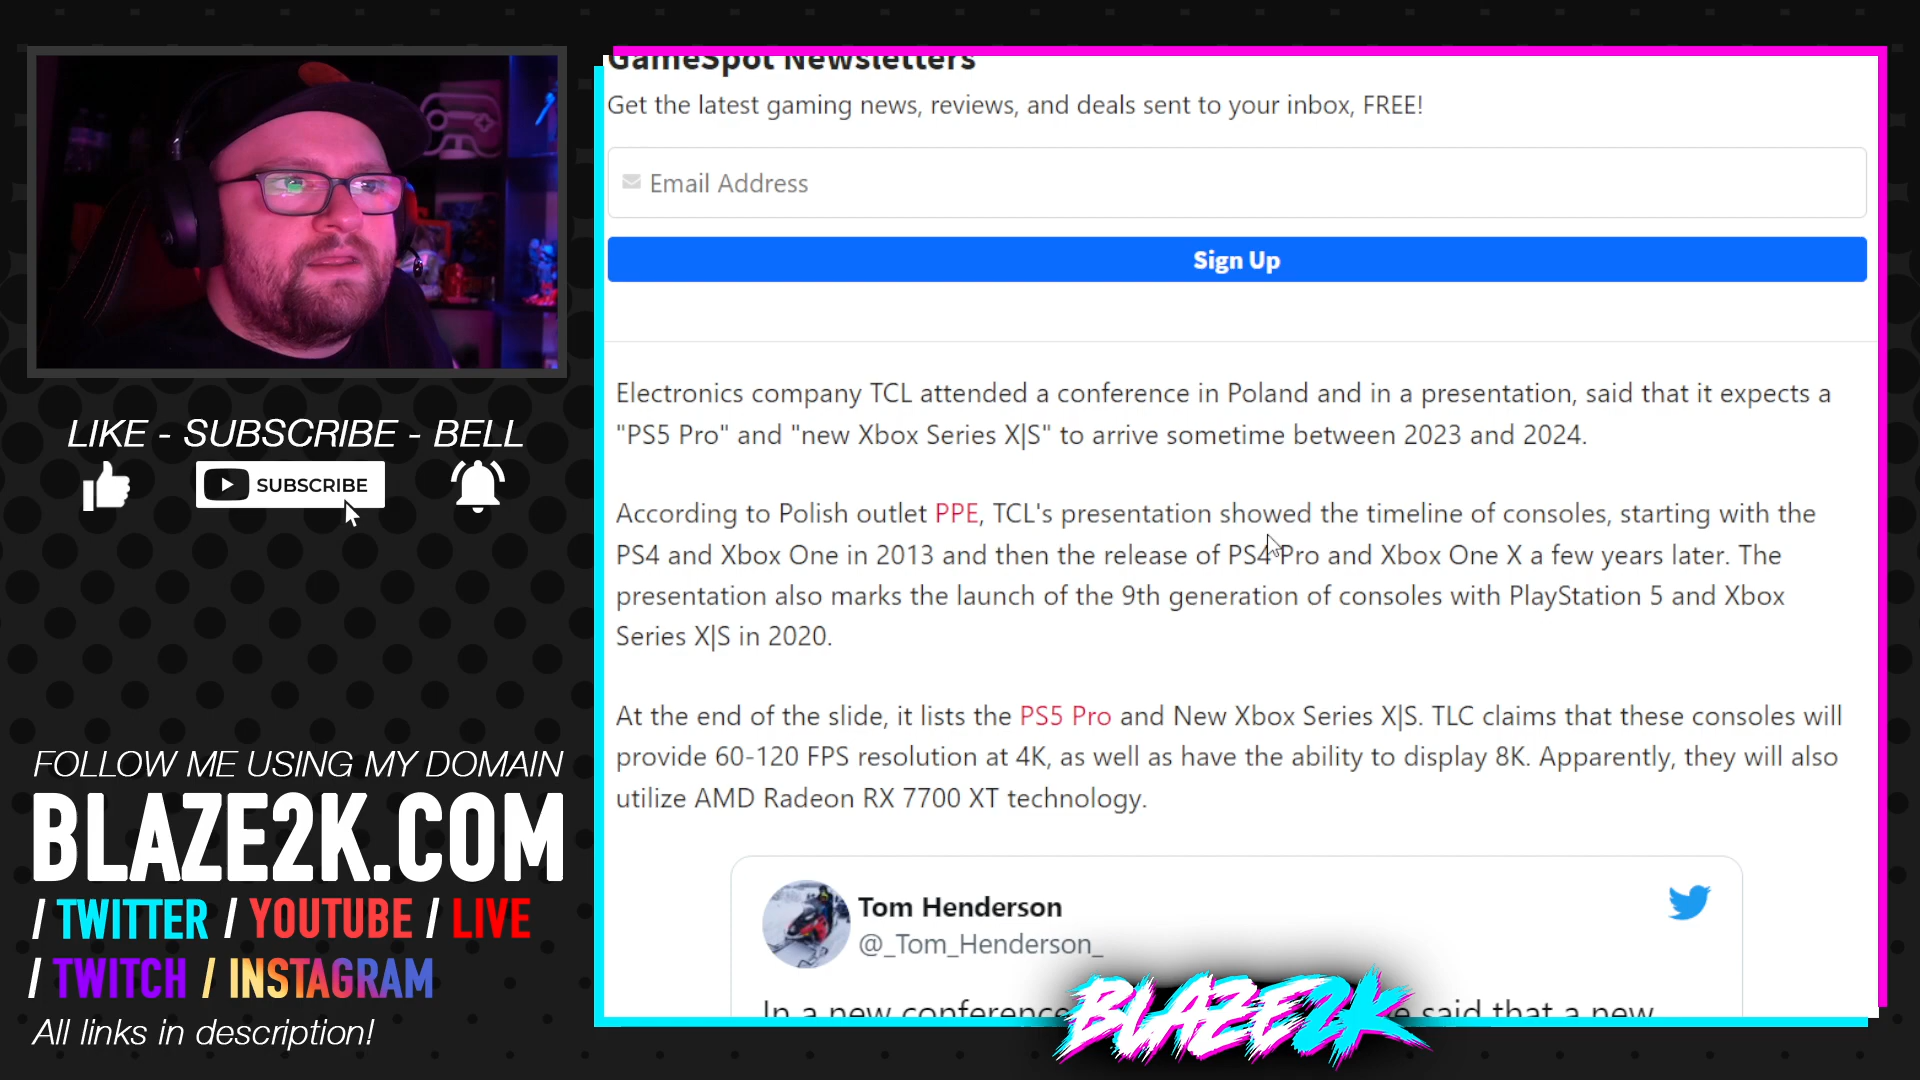 LIKE - SUBSCRIBE - BELL
SUBSCRIBE
FOLLOW ME USING MY DOMAIN
BLAZE2K.COM
/ TWITTER / YOUTUBE / LIVE
/ TWITCH / INSTAGRAM
All links in description!
GameSpot Newsletters
Get the latest gaming news, reviews, and deals sent to your inbox, FREE!
Email Address
Sign Up
Electronics company TCL attended a conference in Poland and in a presentation, said that it expects a
"PS5 Pro" and "new Xbox Series X|S" to arrive sometime between 2023 and 2024.
According to Polish outlet PPE, TCL's presentation showed the timeline of consoles, starting with the
PS4 and Xbox One in 2013 and then the release of PS4 Pro and Xbox One X a few years later. The
presentation also marks the launch of the 9th generation of consoles with PlayStation 5 and Xbox
Series X|S in 2020.
At the end of the slide, it lists the PS5 Pro and New Xbox Series X|S. TLC claims that these consoles will
provide 60-120 FPS resolution at 4K, as well as have the ability to display 8K. Apparently, they will also
utilize AMD Radeon RX 7700 XT technology.
Tom Henderson
@_Tom_Henderson_
In a new conference said that a new
BLAZE2K